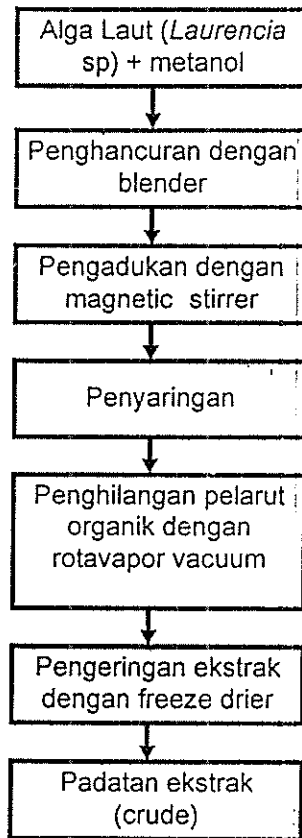 Alga Laut (Laurencia
sp) + metanol
Penghancuran dengan
blender
Pengadukan dengan
magnetic stirrer
Penyaringan
Penghilangan pelarut
organik dengan
rotavapor vacuum
Pengeringan ekstrak
dengan freeze drier
Padatan ekstrak
(crude)